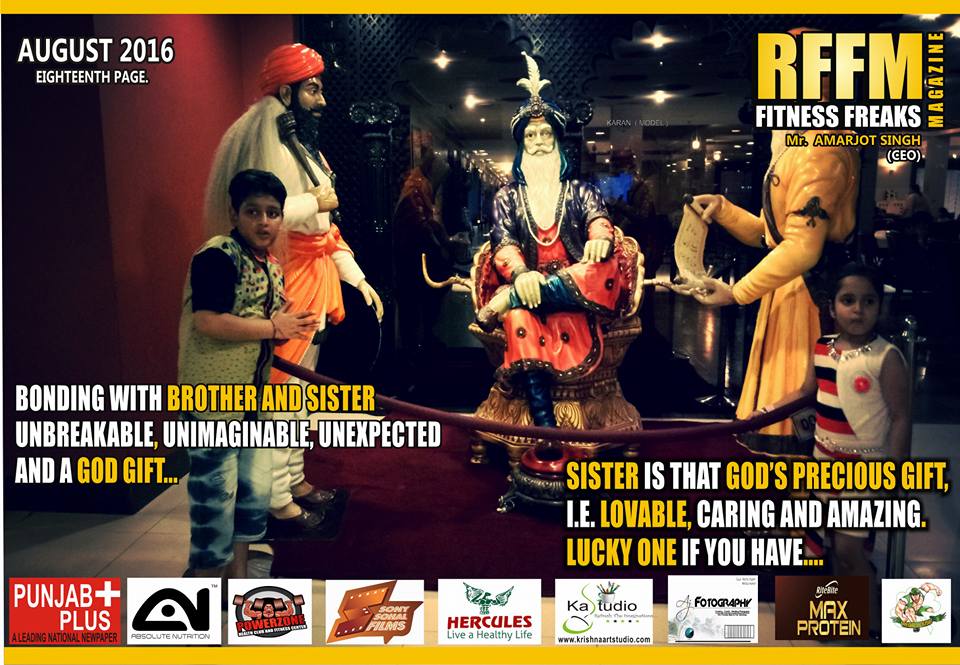 AUGUST 2016
EIGHTEENTH PAGE.
RFFM
MAGAZINE
FITNESS FREAKS
Mr. AMARJOT SINGH
(CEO)
KARAN ( MODEL )
BONDING WITH BROTHER AND SISTER
UNBREAKABLE, UNIMAGINABLE, UNEXPECTED
AND A GOD GIFT...
SISTER IS THAT GOD'S PRECIOUS GIFT,
I.E. LOVABLE, CARING AND AMAZING.
LUCKY ONE IF YOU HAVE....
PUNJAB+
PLUS
A LEADING NATIONAL NEWSPAPER
TM
ABSOLUTE NUTRITION
POWERZONE
HEALTH CLUB AND FITNESS CENTER
SONY
SONAL
FILMS
HERCULES
Live a Healthy Life
Ka Studio
www.krishnaartstudio.com
Aj FOTOGRAPHY
RiteBite
MAX
PROTEIN